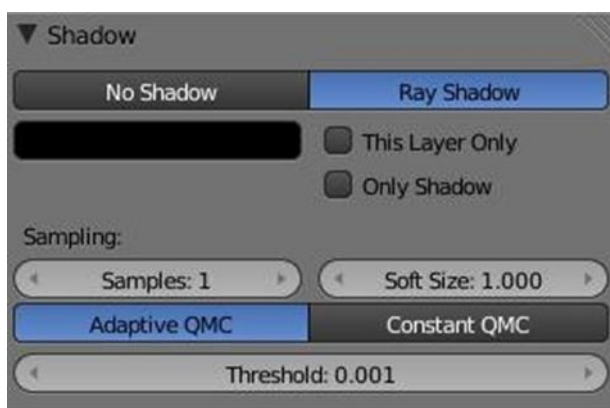 Shadow
No Shadow Ray Shadow
This Layer Only
Only Shadow
Sampling:
Samples: 1 Soft Size: 1.000
Adaptive QMC Constant QMC
Threshold: 0.001